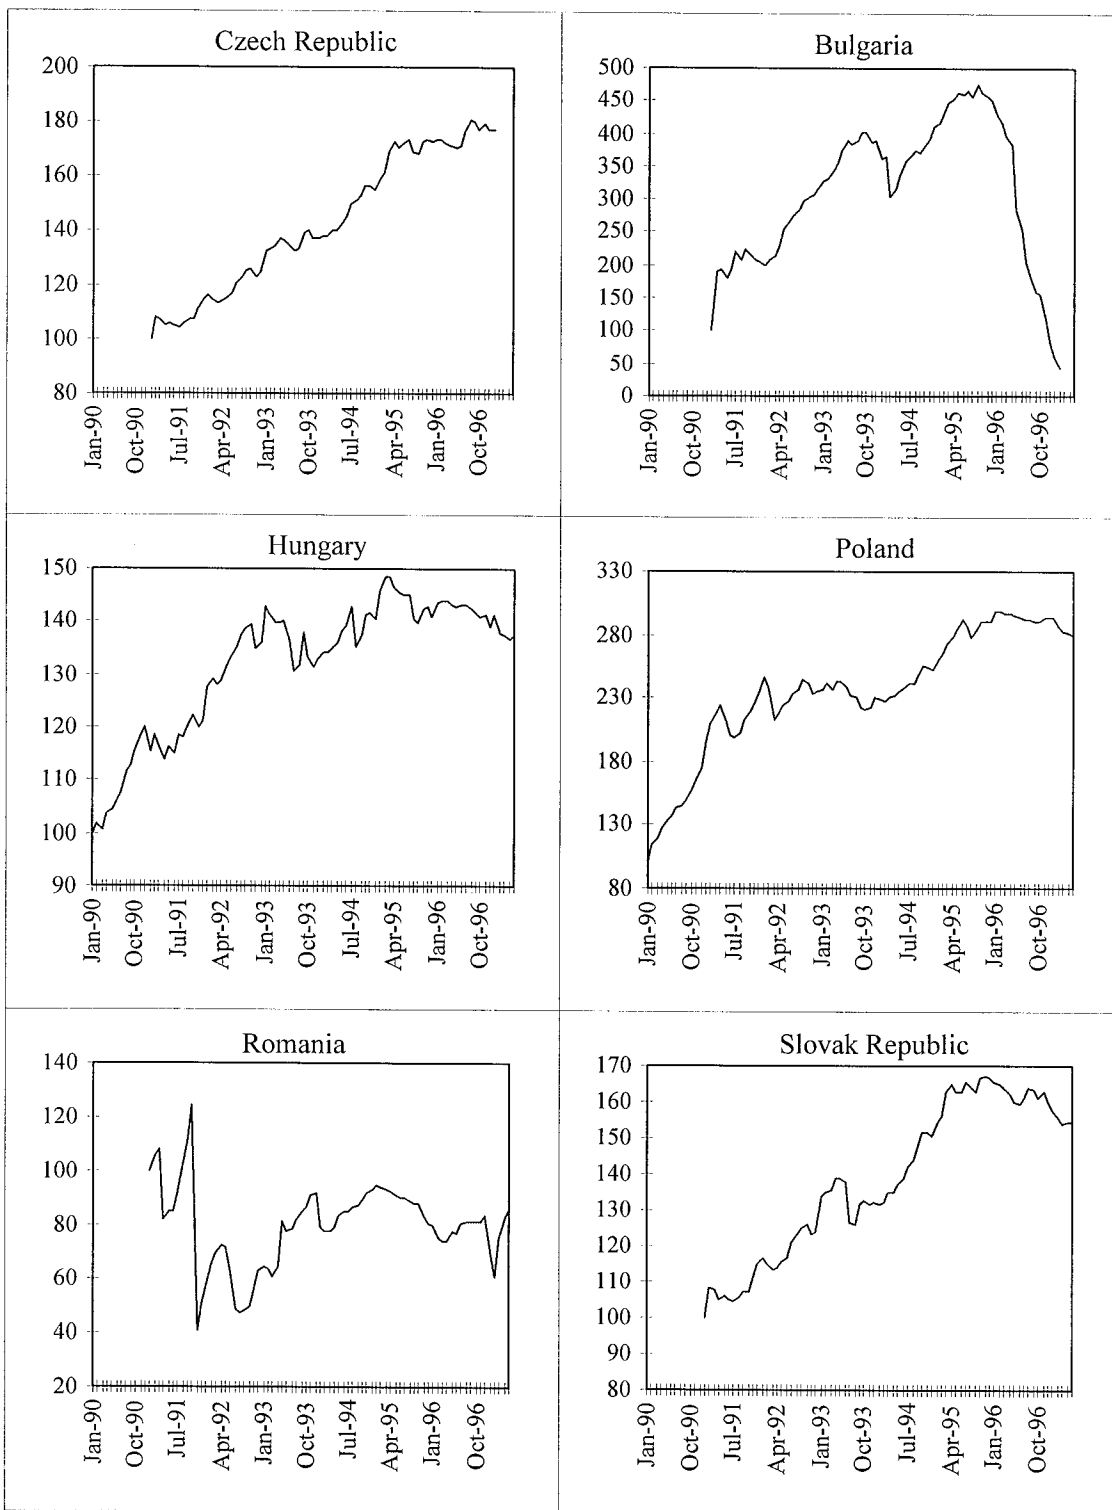 Czech Republic
200
180
160
140
120
100
80
Jan-90
Oct-90
Jul-91
Apr-92
Jan-93
Oct-93
Jul-94
Apr-95
Jan-96
Oct-96
Bulgaria
500
450
400
350
300
250
200
150
100
50
0
Jan-90
Oct-90
Jul-91
Apr-92
Jan-93
Oct-93
Jul-94
Apr-95
Jan-96
Oct-96
Hungary
150
140
130
120
110
100
90
Jan-90
Oct-90
Jul-91
Apr-92
Jan-93
Oct-93
Jul-94
Apr-95
Jan-96
Oct-96
Poland
330
280
230
180
130
80
Jan-90
Oct-90
Jul-91
Apr-92
Jan-93
Oct-93
Jul-94
Apr-95
Jan-96
Oct-96
Romania
140
120
100
80
60
40
20
Jan-90
Oct-90
Jul-91
Apr-92
Jan-93
Oct-93
Jul-94
Apr-95
Jan-96
Oct-96
Slovak Republic
170
160
150
140
130
120
110
100
90
80
Jan-90
Oct-90
Jul-91
Apr-92
Jan-93
Oct-93
Jul-94
Apr-95
Jan-96
Oct-96